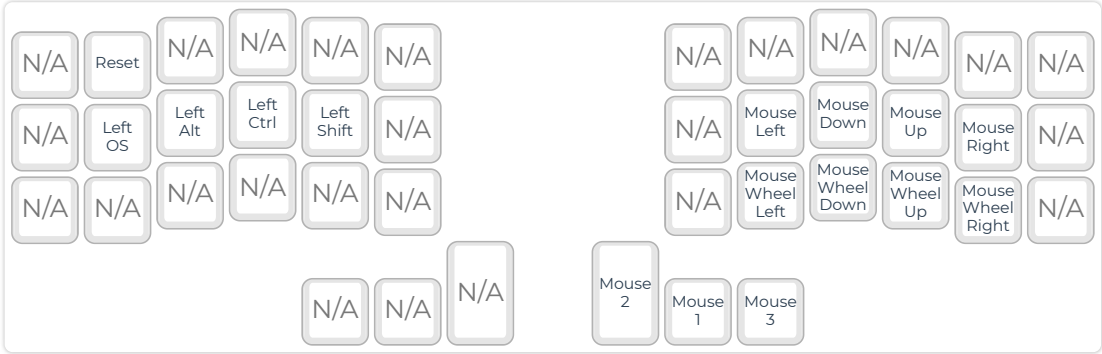 N/A
Reset
N/A
N/A
N/A
N/A
N/A
N/A
N/A
N/A
N/A
N/A
N/A
Left
OS
Left
Alt
Left
Ctrl
Left
Shift
N/A
N/A
Mouse
Left
Mouse
Down
Mouse
Up
Mouse
Right
N/A
N/A
N/A
N/A
N/A
N/A
N/A
N/A
Mouse
Wheel
Left
Mouse
Wheel
Down
Mouse
Wheel
Up
Mouse
Wheel
Right
N/A
N/A
N/A
N/A
Mouse
2
Mouse
1
Mouse
3